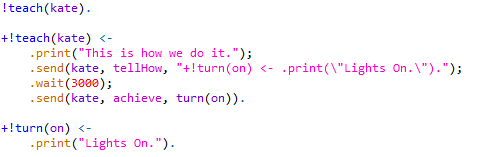 !teach(kate).
+!teach(kate) <-
.print("This is how we do it.");
.send(kate, tellHow, "+!turn(on) <- .print(\"Lights On.\").");
.wait(3000);
.send(kate, achieve, turn(on)).
+!turn(on) <-
.print("Lights On.").